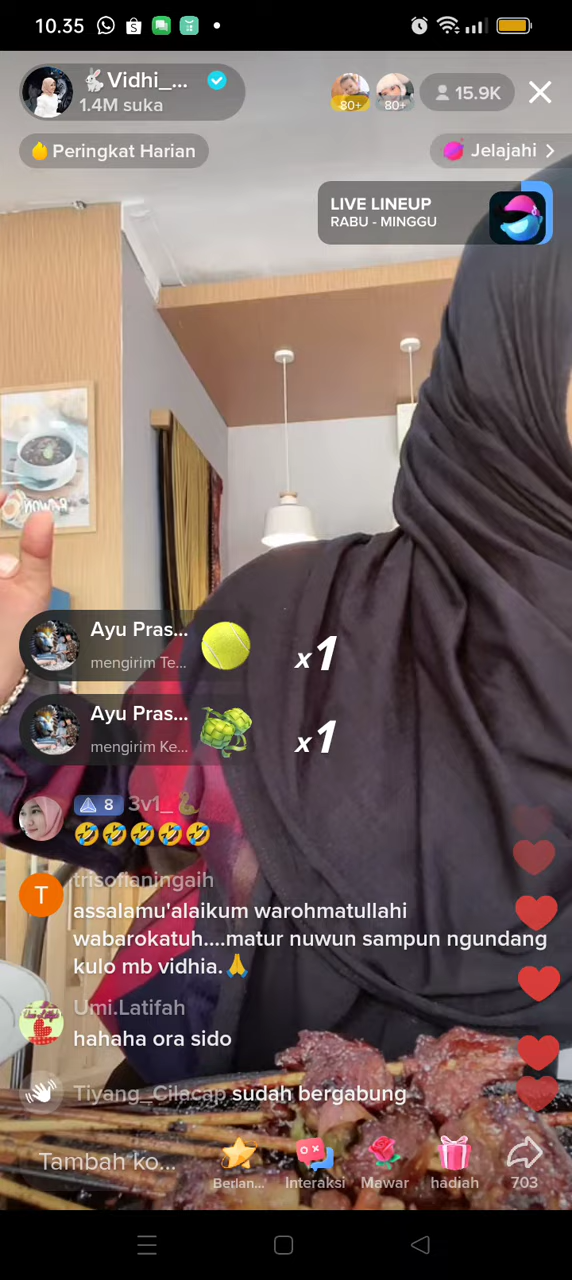 10.35
🐇Vidhi_...
1.4M suka
80+
80+
15.9K
Peringkat Harian
Jelajahi
LIVE LINEUP
RABU - MINGGU
RAWON
Ayu Pras...
mengirim Te...
x1
Ayu Pras...
mengirim Ke...
x1
8 3v1_🐍
🤣🤣🤣🤣🤣
T
trisofianingaih
assalamu'alaikum warohmatullahi
wabarokatuh....matur nuwun sampun ngundang
kulo mb vidhia.🙏
Umi.Latifah
hahaha ora sido
Tiyang_Cilacap sudah bergabung
Tambah ko...
Berlan...
Interaksi
Mawar
hadiah
703